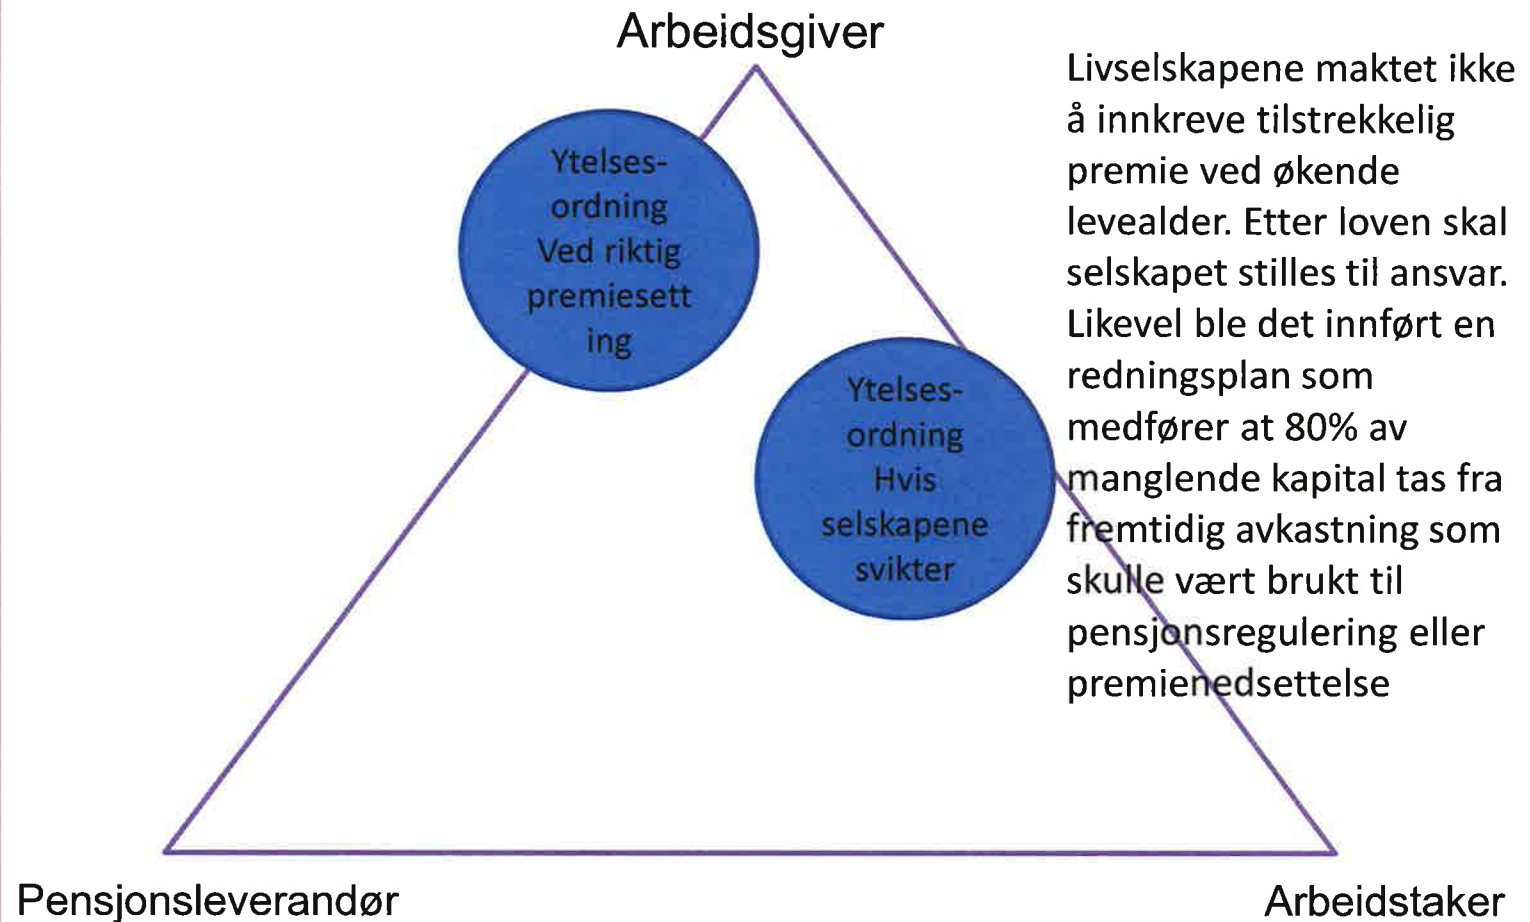 Arbeidsgiver
Ytelses-
ordning
Ved riktig
premiesett
ing
Ytelses-
ordning
Hvis
selskapene
svikter
Livselskapene maktet ikke
å innkreve tilstrekkelig
premie ved økende
levealder. Etter loven skal
selskapet stilles til ansvar.
Likevel ble det innført en
redningsplan som
medfører at 80% av
manglende kapital tas fra
fremtidig avkastning som
skulle vært brukt til
pensjonsregulering eller
premienedsettelse
Pensjonsleverandør
Arbeidstaker